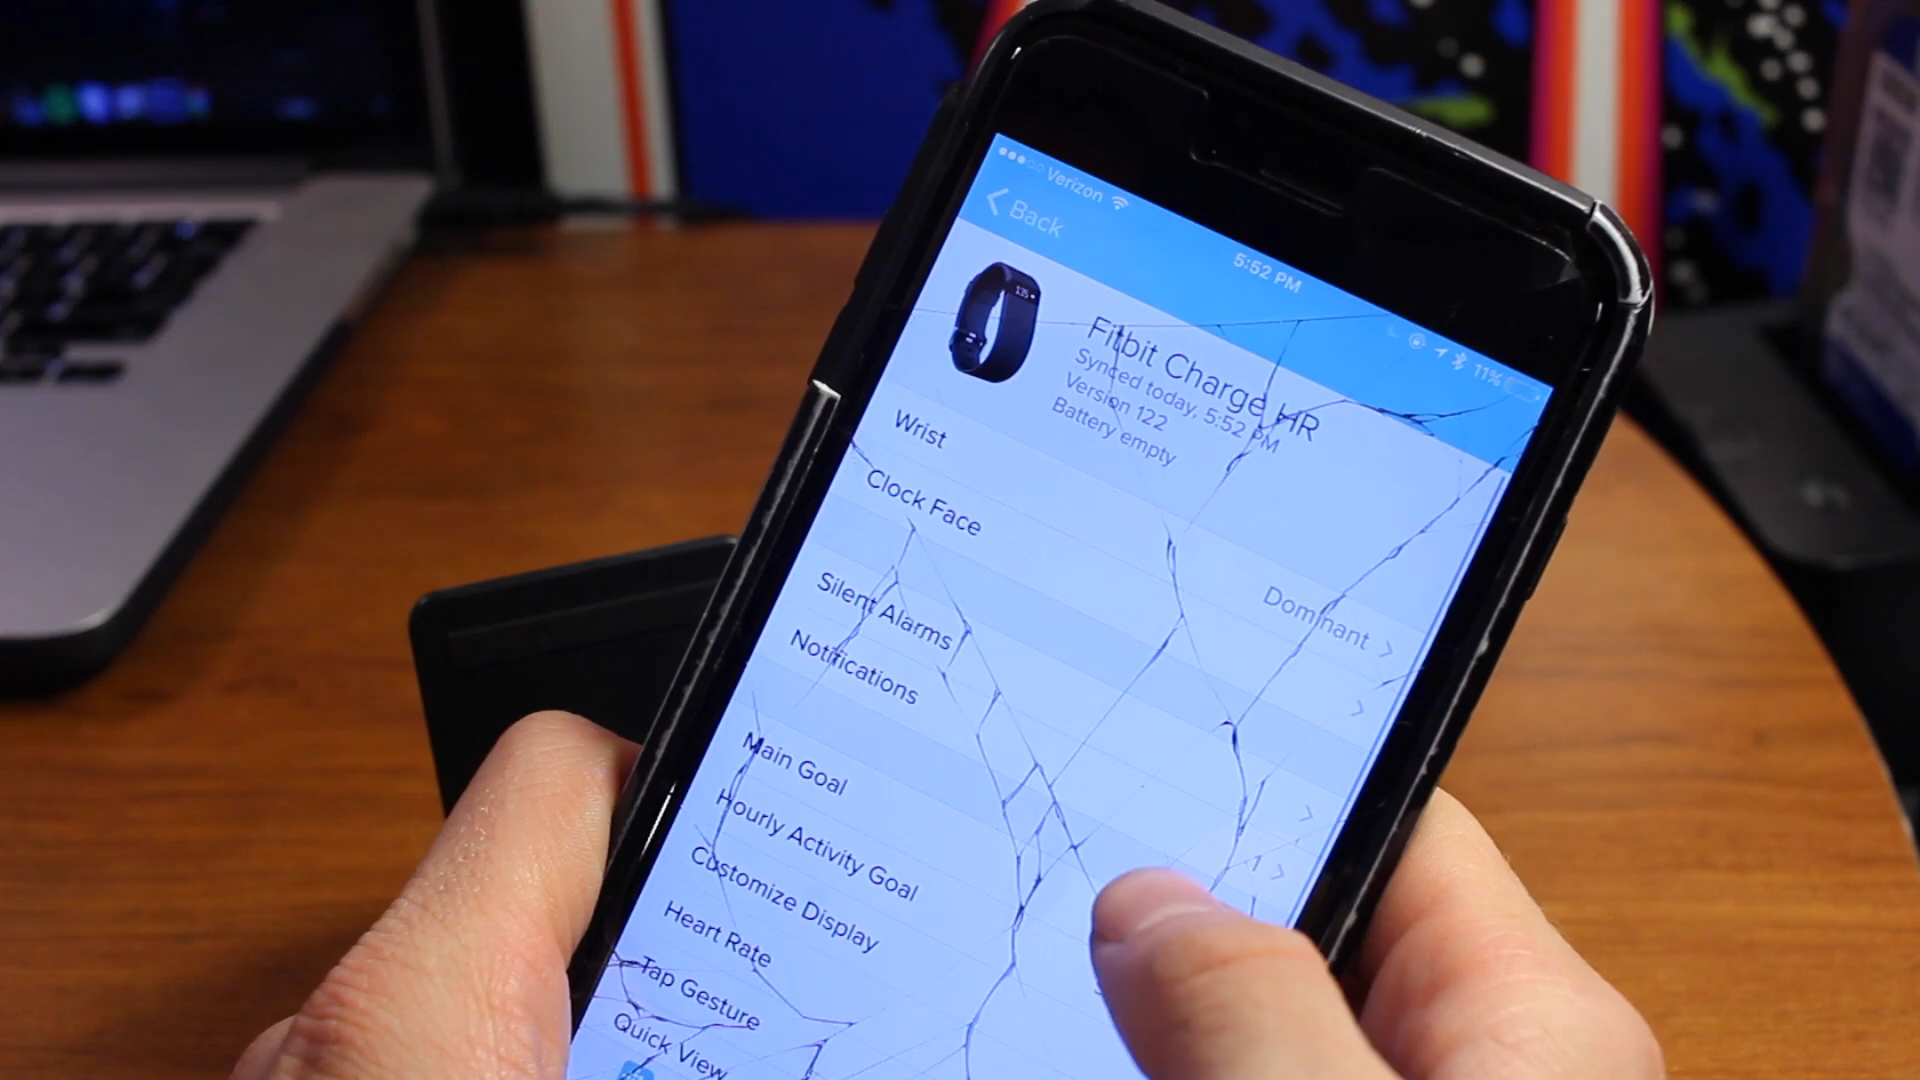 Verizon
5:52 PM
11%
Back
135
Fitbit Charge HR
Synced today, 5:52 PM
Version 122
Battery empty
Wrist
Dominant
Clock Face
Silent Alarms
Notifications
1
Main Goal
Hourly Activity Goal
Customize Display
Heart Rate
Tap Gesture
Quick View